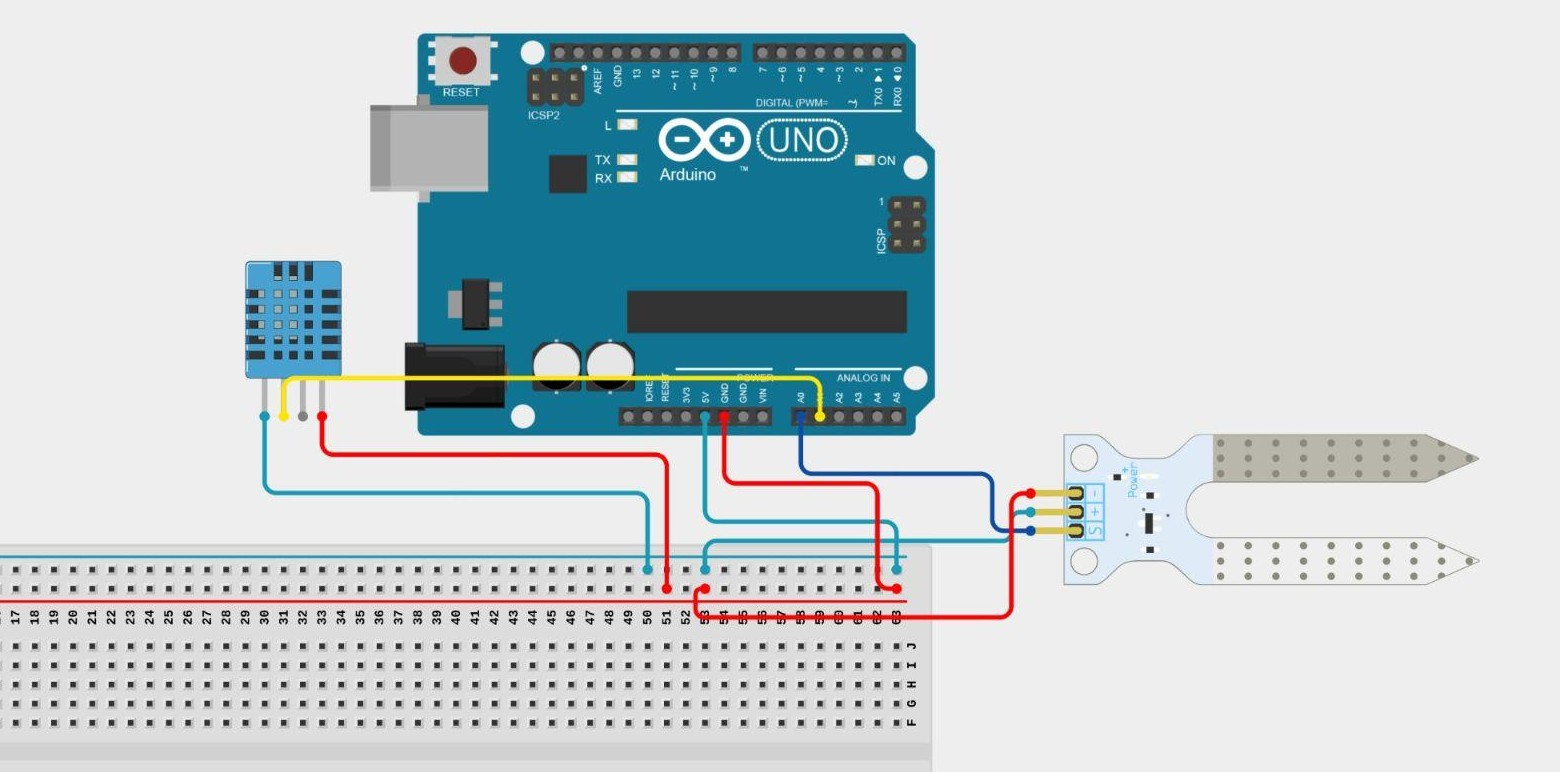 RESET
ICSP2
AREF
GND
13
12
~11
~10
~9
8
7
~6
~5
4
~3
2
TX0 ▶ 1
RX0 ◀ 0
DIGITAL (PWM= ~)
L
TX
RX
UNO
Arduino
™
ON
1
ICSP
POWER
ANALOG IN
RESET
3V3
5V
GND
GND
VIN
A0
A2
A3
A4
A5
Power
+
-
+
S
17 18 19 20 21 22 23 24 25 26 27 28 29 30 31 32 33 34 35 36 37 38 39 40 41 42 43 44 45 46 47 48 49 50 51 52 53 54 55 56 57 58 59 60 61 62 63
J
I
H
G
F